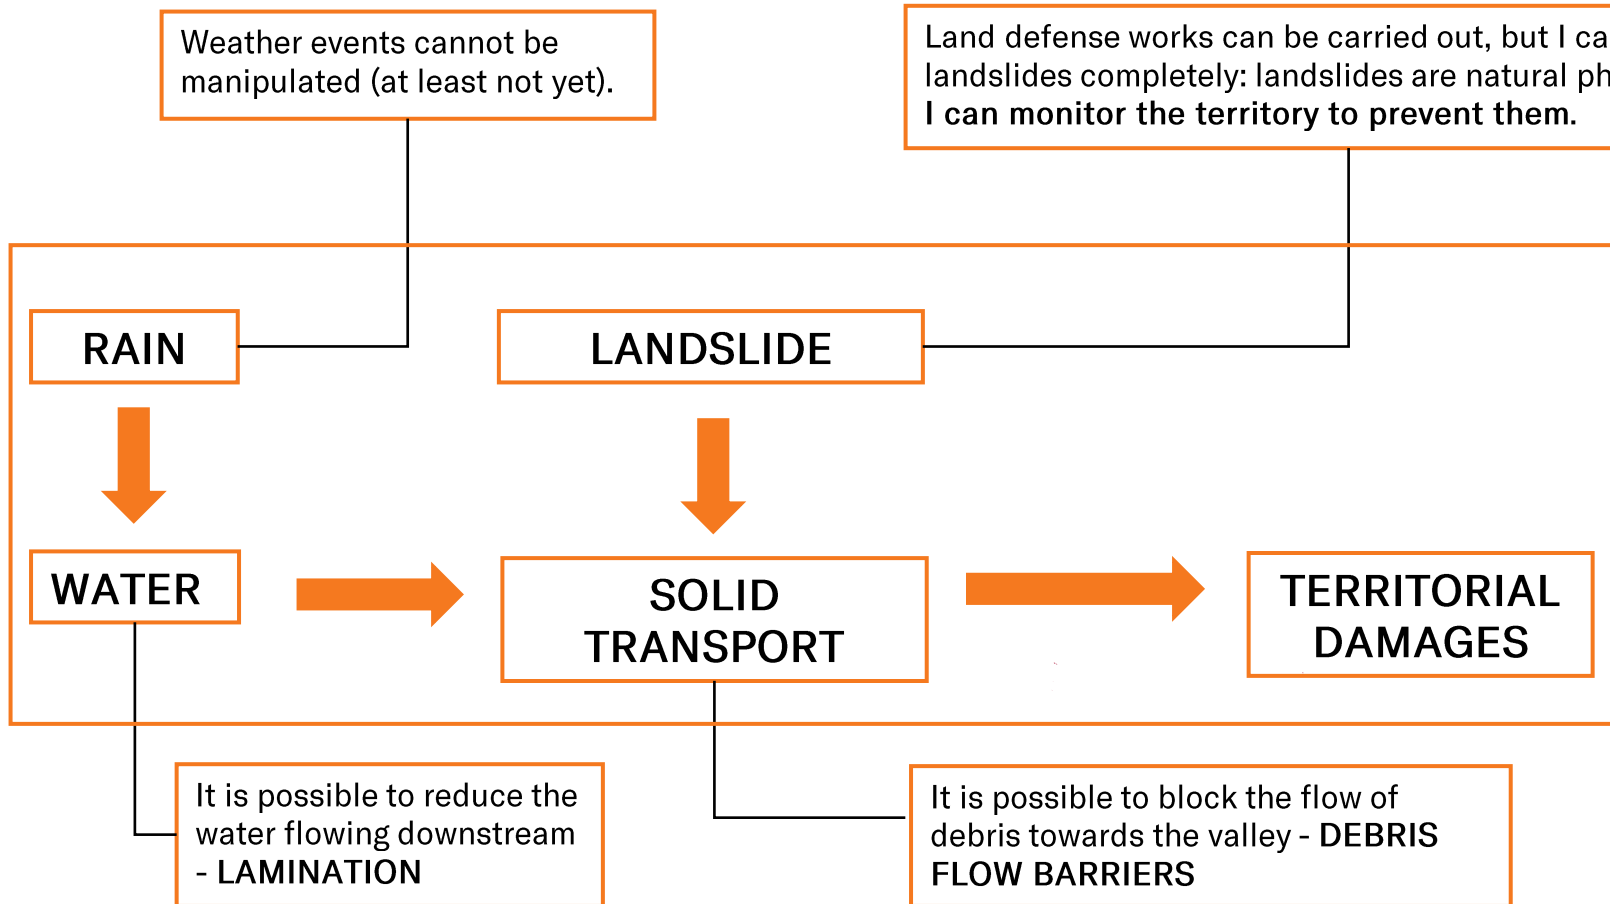 Weather events cannot be
manipulated (at least not yet).
Land defense works can be carried out, but I ca
landslides completely: landslides are natural ph
I can monitor the territory to prevent them.
RAIN
LANDSLIDE
WATER
SOLID
TRANSPORT
TERRITORIAL
DAMAGES
It is possible to reduce the
water flowing downstream
- LAMINATION
It is possible to block the flow of
debris towards the valley - DEBRIS
FLOW BARRIERS